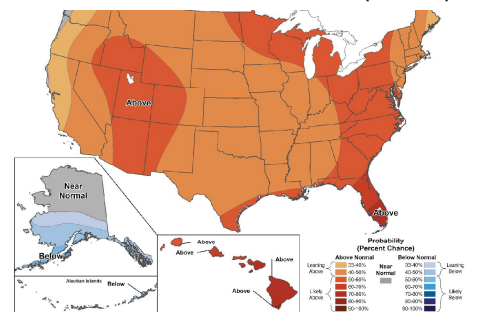 Above
Near
Normal
Below
Aleutian Islands
Below
Above
Above
Above
Above
Above
Probability
(Percent Chance)
Above Normal
Below Normal
Leaning
Above
33-40%
40-50%
50-60%
Near
Normal
33-40%
40-50%
50-60%
Leaning
Below
Likely
Above
60-70%
70-80%
80-90%
90-100%
60-70%
70-80%
80-90%
90-100%
Likely
Below